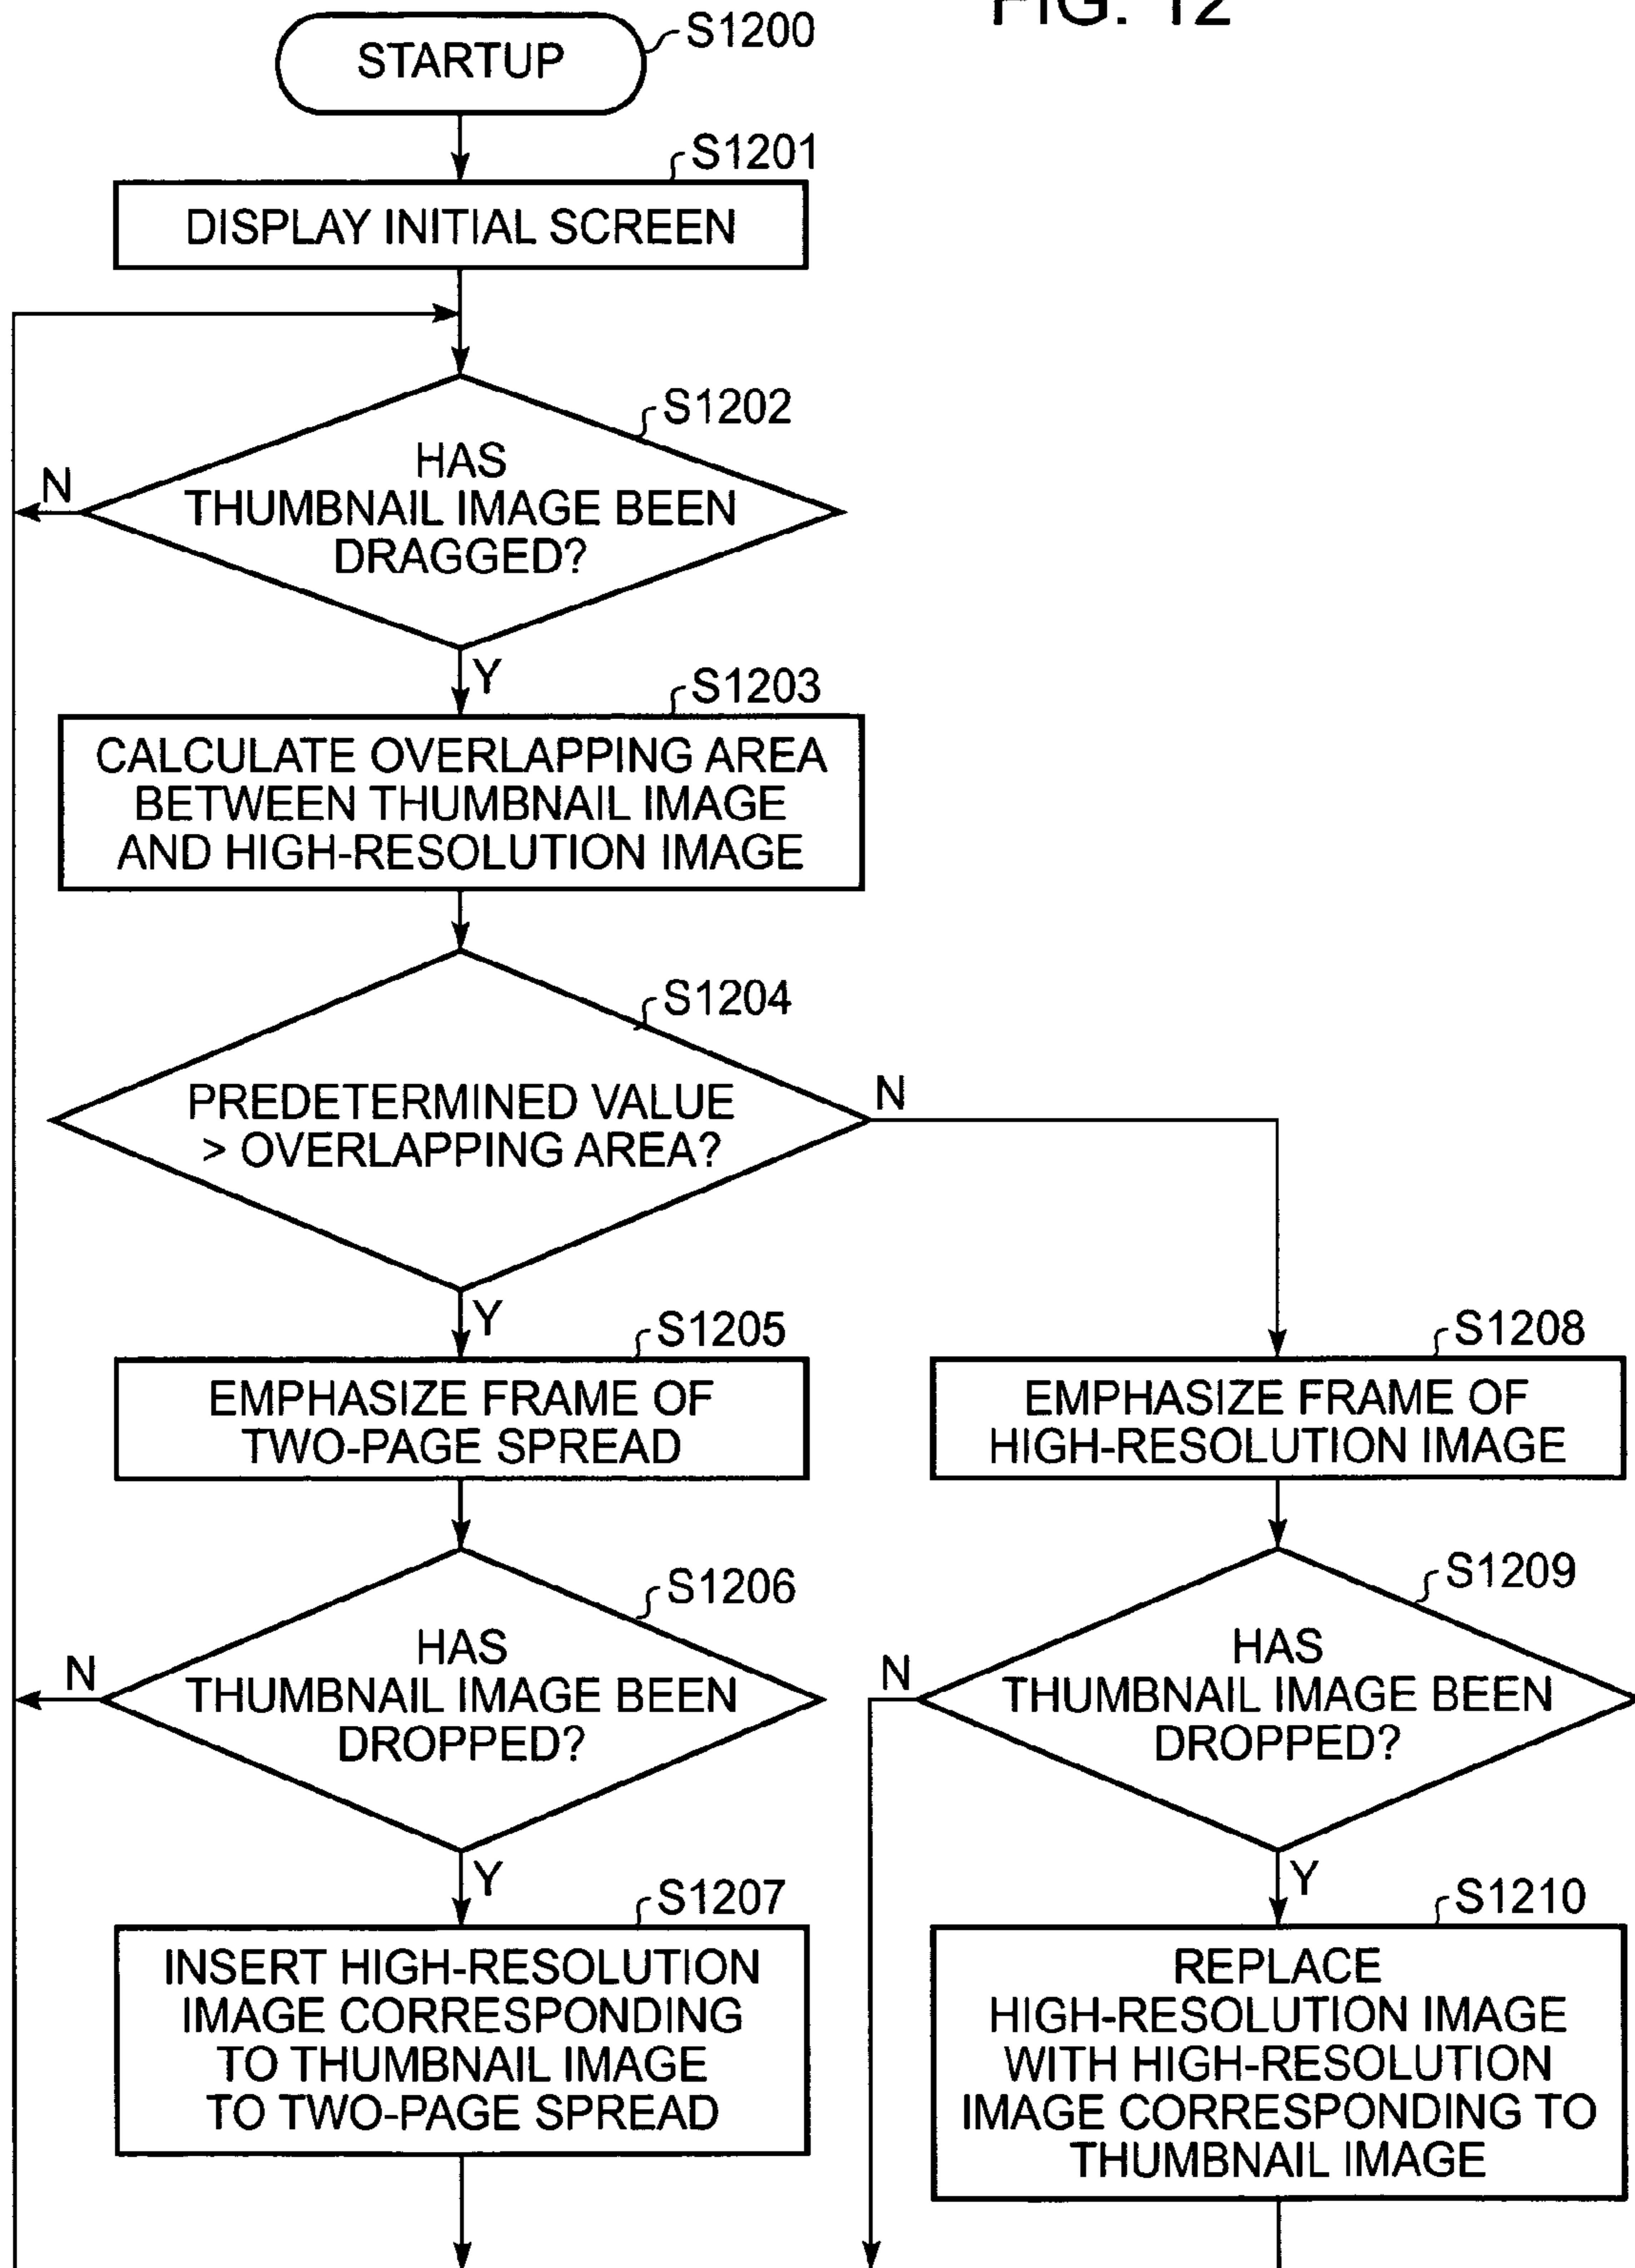 FIG. 12
STARTUP
S1200
S1201
DISPLAY INITIAL SCREEN
S1202
HAS
THUMBNAIL IMAGE BEEN
DRAGGED?
N
Y
S1203
CALCULATE OVERLAPPING AREA
BETWEEN THUMBNAIL IMAGE
AND HIGH-RESOLUTION IMAGE
S1204
PREDETERMINED VALUE
> OVERLAPPING AREA?
N
Y
S1205
EMPHASIZE FRAME OF
TWO-PAGE SPREAD
S1208
EMPHASIZE FRAME OF
HIGH-RESOLUTION IMAGE
S1206
HAS
THUMBNAIL IMAGE BEEN
DROPPED?
N
Y
S1209
HAS
THUMBNAIL IMAGE BEEN
DROPPED?
N
Y
S1207
INSERT HIGH-RESOLUTION
IMAGE CORRESPONDING
TO THUMBNAIL IMAGE
TO TWO-PAGE SPREAD
S1210
REPLACE
HIGH-RESOLUTION IMAGE
WITH HIGH-RESOLUTION
IMAGE CORRESPONDING TO
THUMBNAIL IMAGE